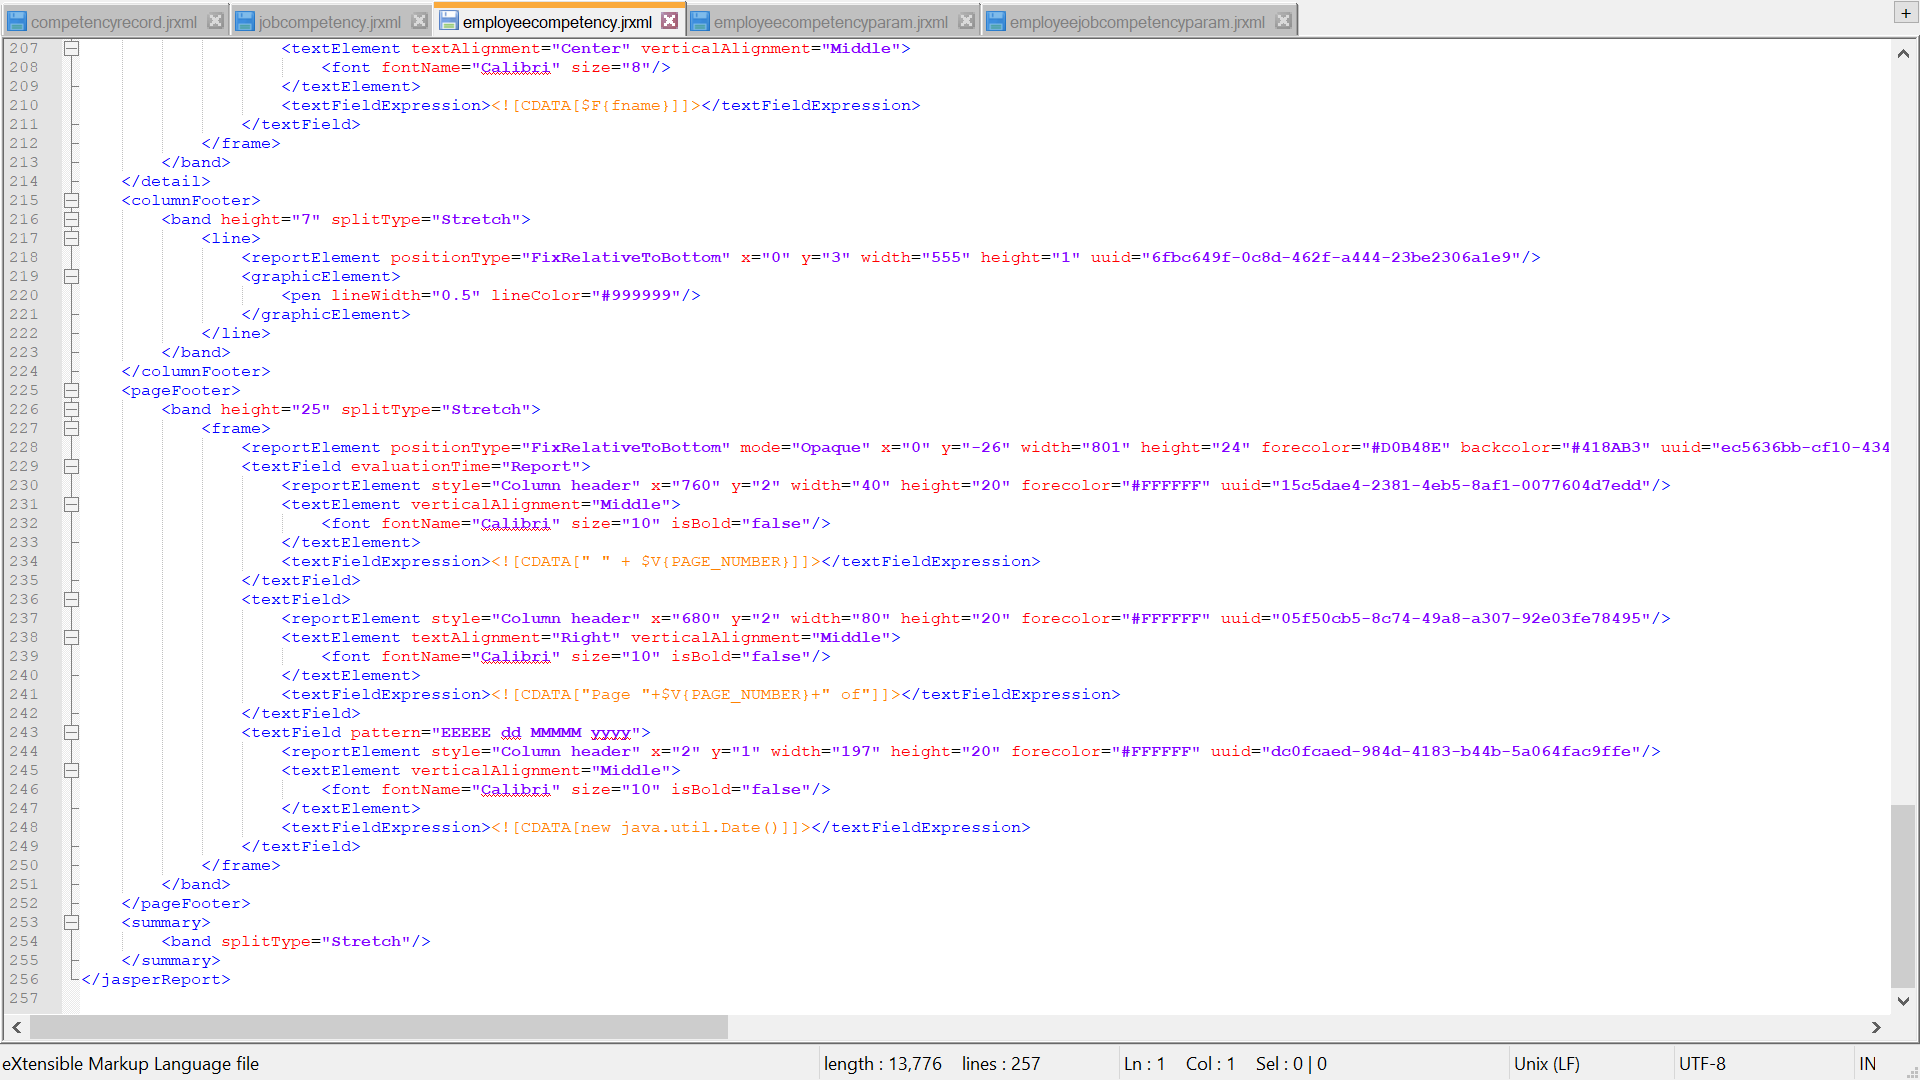 competencyrecord.jrxml jobcompetency.jrxml employeecompetency.jrxml employeecompetencyparam.jrxml employeejobcompetencyparam.jrxml +
207 <textElement textAlignment="Center" verticalAlignment="Middle">
208 <font fontName="Calibri" size="8"/>
209 </textElement>
210 <textFieldExpression><![CDATA[$F{fname}]]></textFieldExpression>
211 </textField>
212 </frame>
213 </band>
214 </detail>
215 <columnFooter>
216 <band height="7" splitType="Stretch">
217 <line>
218 <reportElement positionType="FixRelativeToBottom" x="0" y="3" width="555" height="1" uuid="6fbc649f-0c8d-462f-a444-23be2306a1e9"/>
219 <graphicElement>
220 <pen lineWidth="0.5" lineColor="#999999"/>
221 </graphicElement>
222 </line>
223 </band>
224 </columnFooter>
225 <pageFooter>
226 <band height="25" splitType="Stretch">
227 <frame>
228 <reportElement positionType="FixRelativeToBottom" mode="Opaque" x="0" y="-26" width="801" height="24" forecolor="#D0B48E" backcolor="#418AB3" uuid="ec5636bb-cf10-434
229 <textField evaluationTime="Report">
230 <reportElement style="Column header" x="760" y="2" width="40" height="20" forecolor="#FFFFFF" uuid="15c5dae4-2381-4eb5-8af1-0077604d7edd"/>
231 <textElement verticalAlignment="Middle">
232 <font fontName="Calibri" size="10" isBold="false"/>
233 </textElement>
234 <textFieldExpression><![CDATA[" " + $V{PAGE_NUMBER}]]></textFieldExpression>
235 </textField>
236 <textField>
237 <reportElement style="Column header" x="680" y="2" width="80" height="20" forecolor="#FFFFFF" uuid="05f50cb5-8c74-49a8-a307-92e03fe78495"/>
238 <textElement textAlignment="Right" verticalAlignment="Middle">
239 <font fontName="Calibri" size="10" isBold="false"/>
240 </textElement>
241 <textFieldExpression><![CDATA["Page "+$V{PAGE_NUMBER}+" of"]]></textFieldExpression>
242 </textField>
243 <textField pattern="EEEEE dd MMMMM yyyy">
244 <reportElement style="Column header" x="2" y="1" width="197" height="20" forecolor="#FFFFFF" uuid="dc0fcaed-984d-4183-b44b-5a064fac9ffe"/>
245 <textElement verticalAlignment="Middle">
246 <font fontName="Calibri" size="10" isBold="false"/>
247 </textElement>
248 <textFieldExpression><![CDATA[new java.util.Date()]]></textFieldExpression>
249 </textField>
250 </frame>
251 </band>
252 </pageFooter>
253 <summary>
254 <band splitType="Stretch"/>
255 </summary>
256 </jasperReport>
257
eXtensible Markup Language file length : 13,776 lines : 257 Ln : 1 Col : 1 Sel : 0 | 0 Unix (LF) UTF-8 IN